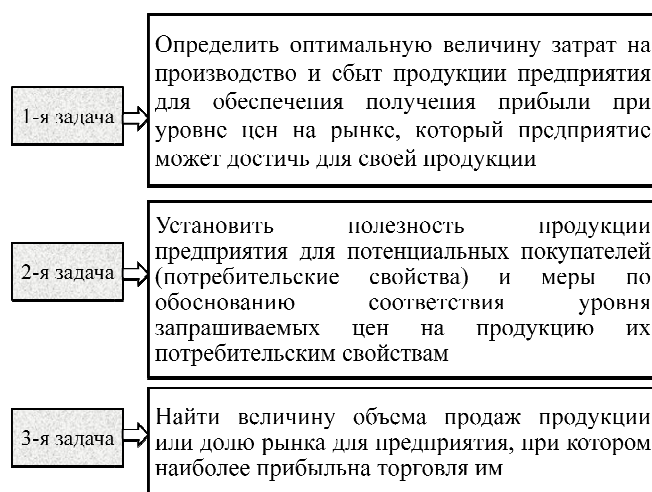 1-я задача
Определить оптимальную величину затрат на
производство и сбыт продукции предприятия
для обеспечения получения прибыли при
уровне цен на рынке, который предприятие
может достичь для своей продукции
2-я задача
Установить полезность продукции
предприятия для потенциальных покупателей
(потребительские свойства) и меры по
обоснованию соответствия уровня
запрашиваемых цен на продукцию их
потребительским свойствам
3-я задача
Найти величину объема продаж продукции
или долю рынка для предприятия, при котором
наиболее прибыльна торговля им